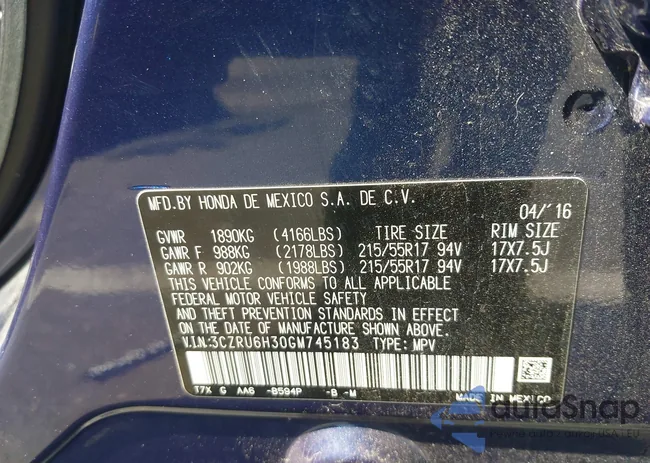 MFD.BY HONDA DE MEXICO S.A. DE C.V. 04/'16
GVWR 1890KG (4166LBS) TIRE SIZE RIM SIZE
GAWR F 988KG (2178LBS) 215/55R17 94V 17X7.5J
GAWR R 902KG (1988LBS) 215/55R17 94V 17X7.5J
THIS VEHICLE CONFORMS TO ALL APPLICABLE
FEDERAL MOTOR VEHICLE SAFETY
AND THEFT PREVENTION STANDARDS IN EFFECT
ON THE DATE OF MANUFACTURE SHOWN ABOVE.
V.I.N:3CZRU6H30GM745183 TYPE: MPV
T7X G AA6 -B594P -B -M MADE IN MEXICO
autoSnap